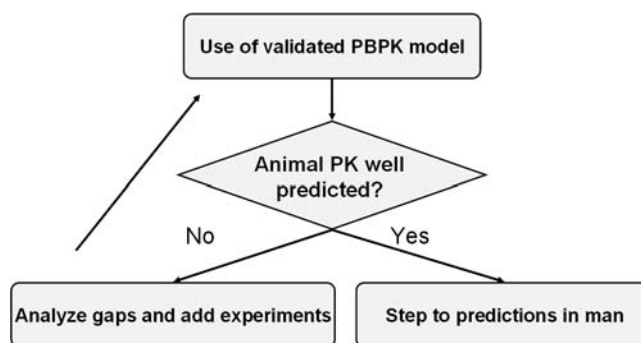 Use of validated PBPK model
Animal PK well
predicted?
No
Yes
Analyze gaps and add experiments
Step to predictions in man